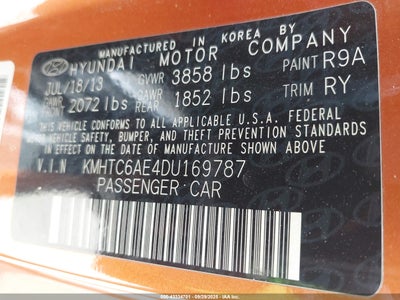 MANUFACTURED IN KOREA BY
HYUNDAI MOTOR COMPANY
JUL/18/13 GVWR 3858 lbs PAINT R9A
GAWR FRONT 2072 lbs GAWR REAR 1852 lbs TRIM RY
THIS VEHICLE CONFORMS TO ALL APPLICABLE U.S.A. FEDERAL
MOTOR VEHICLE SAFETY, BUMPER, AND THEFT PREVENTION STANDARDS
IN EFFECT ON THE DATE OF MANUFACTURE SHOWN ABOVE.
V.I.N KMHTC6AE4DU169787
PASSENGER CAR